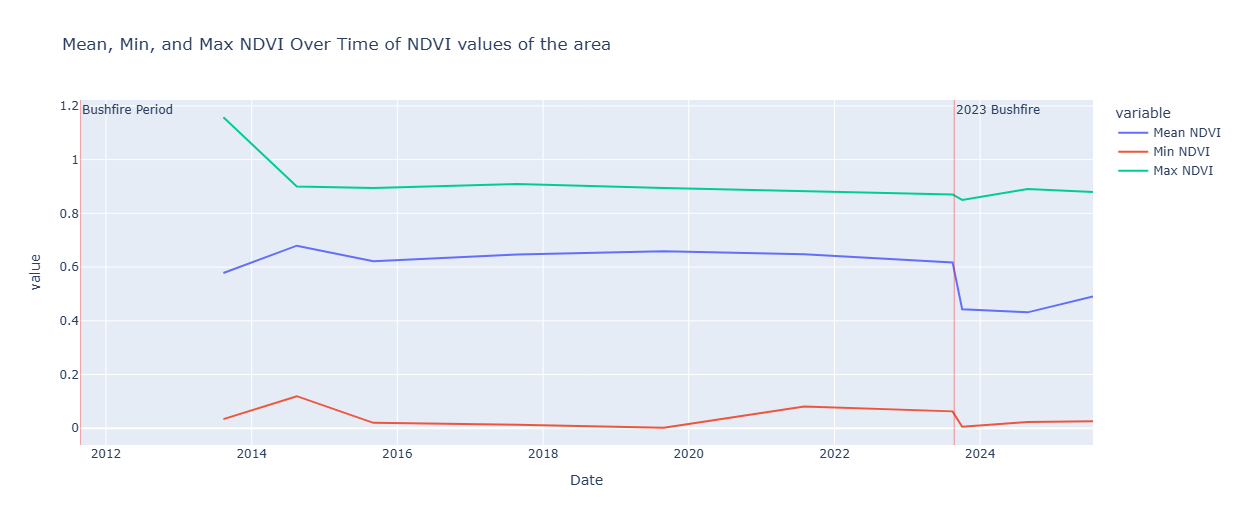 Mean, Min, and Max NDVI Over Time of NDVI values of the area
1.2
1
0.8
0.6
0.4
0.2
0
value
Bushfire Period
2023 Bushfire
2012
2014
2016
2018
2020
2022
2024
Date
variable
Mean NDVI
Min NDVI
Max NDVI